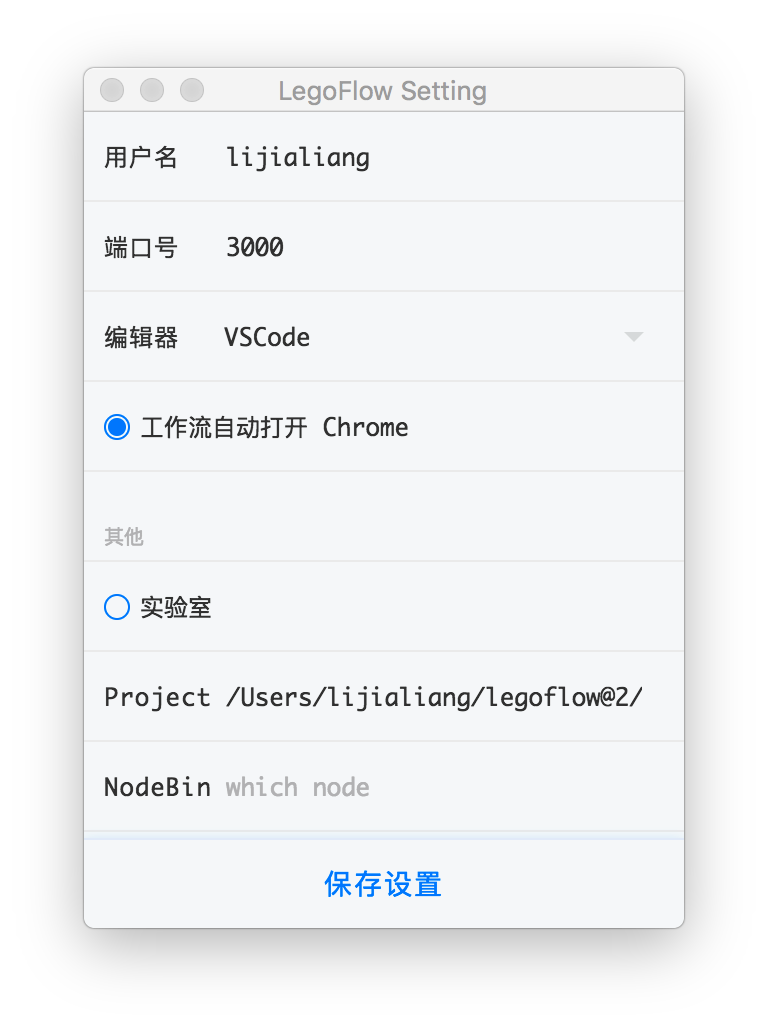 LegoFlow Setting
用户名 lijialiang
端口号 3000
编辑器 VSCode
工作流自动打开 Chrome
其他
实验室
Project /Users/lijialiang/legoflow@2/
NodeBin which node
保存设置